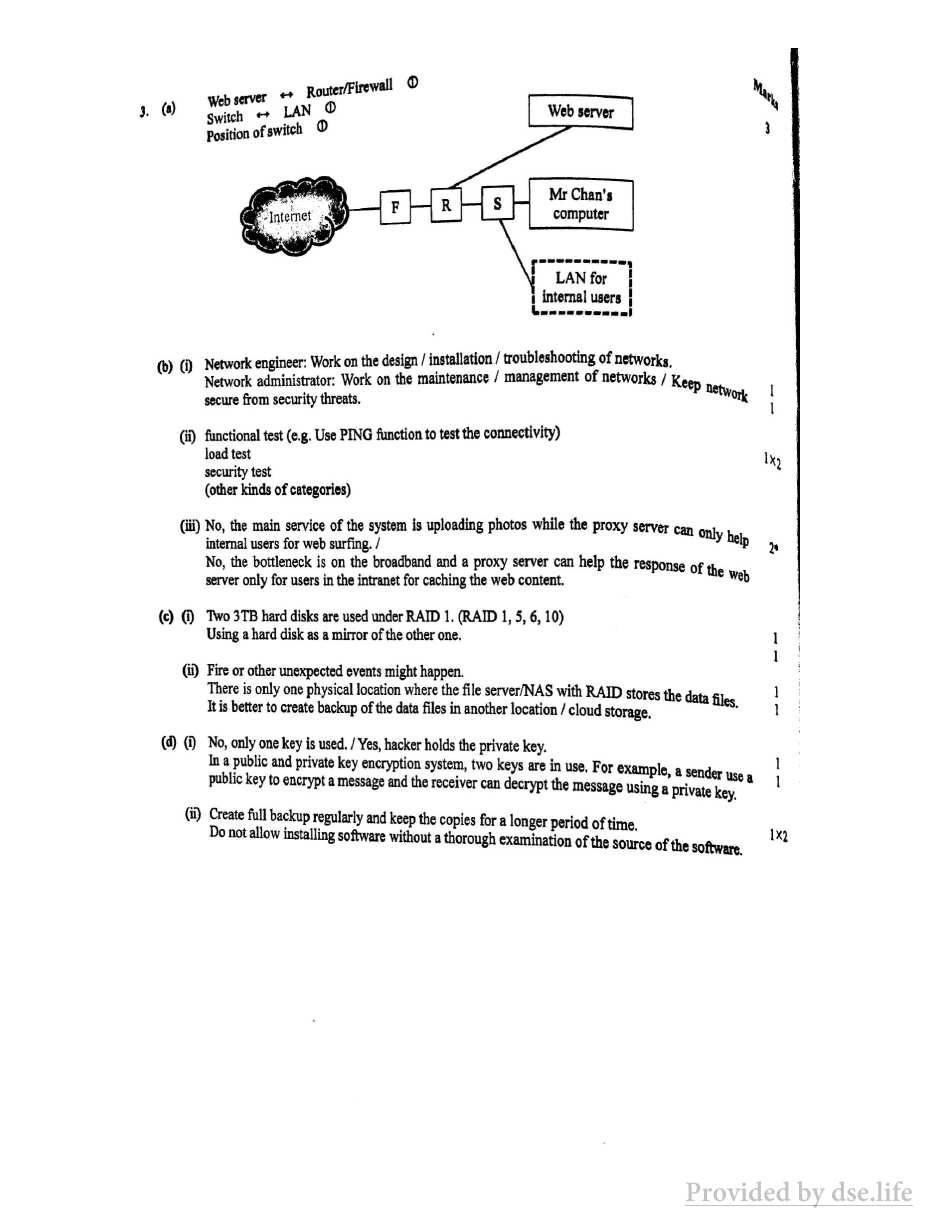 Marks
3. (a) Web server ↔ Router/Firewall ①
Switch ↔ LAN ①
Position of switch ①
3
Web server
Internet
F
R
S
Mr Chan's
computer
LAN for
internal users
(b) (i) Network engineer: Work on the design / installation / troubleshooting of networks. 1
Network administrator: Work on the maintenance / management of networks / Keep network 1
secure from security threats.
(ii) functional test (e.g. Use PING function to test the connectivity)
load test 1×2
security test
(other kinds of categories)
(iii) No, the main service of the system is uploading photos while the proxy server can only help
internal users for web surfing. / 2*
No, the bottleneck is on the broadband and a proxy server can help the response of the web
server only for users in the intranet for caching the web content.
(c) (i) Two 3TB hard disks are used under RAID 1. (RAID 1, 5, 6, 10) 1
Using a hard disk as a mirror of the other one. 1
(ii) Fire or other unexpected events might happen.
There is only one physical location where the file server/NAS with RAID stores the data files. 1
It is better to create backup of the data files in another location / cloud storage. 1
(d) (i) No, only one key is used. / Yes, hacker holds the private key.
In a public and private key encryption system, two keys are in use. For example, a sender use a 1
public key to encrypt a message and the receiver can decrypt the message using a private key. 1
(ii) Create full backup regularly and keep the copies for a longer period of time.
Do not allow installing software without a thorough examination of the source of the software. 1×2
Provided by dse.life